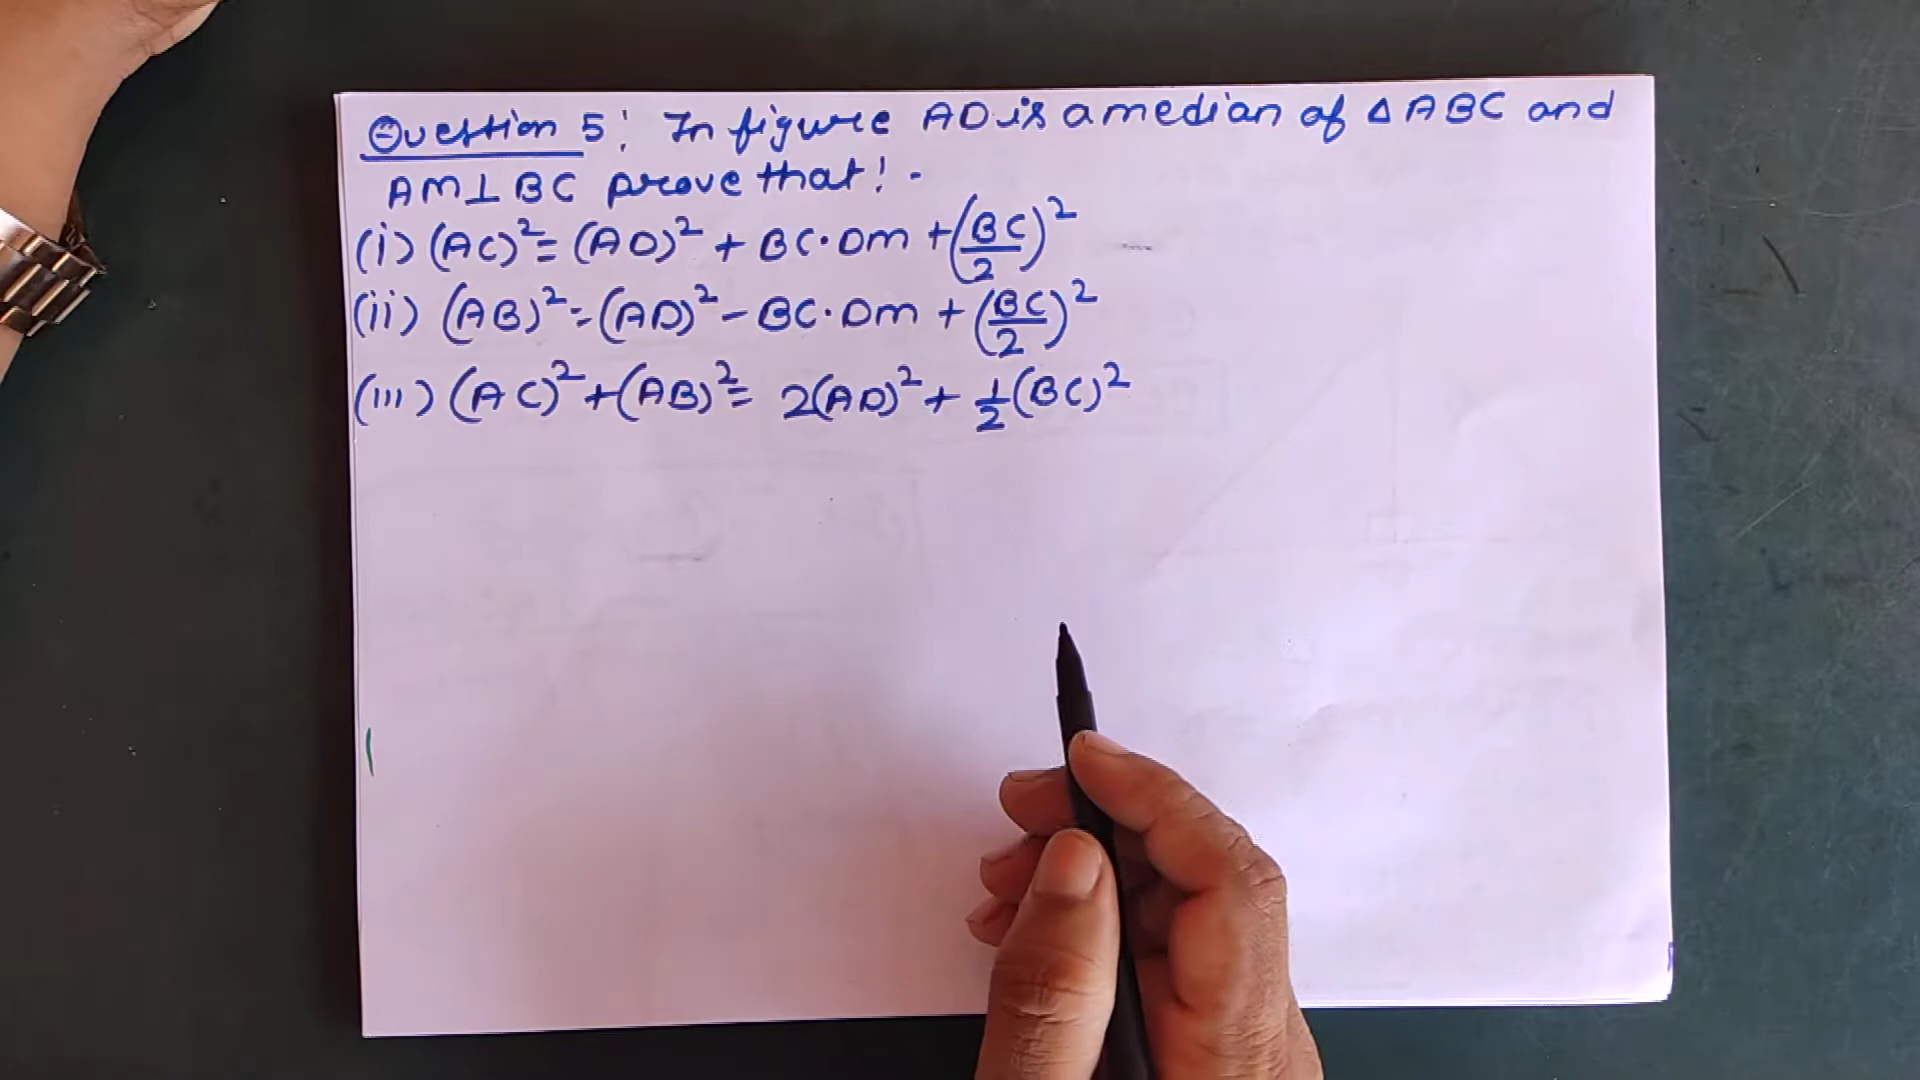 Question 5: In figure AD is a median of △ABC and
AM⊥BC prove that:-
(i) (AC)² = (AD)² + BC·DM + (BC/2)²
(ii) (AB)² = (AD)² - BC·DM + (BC/2)²
(iii) (AC)² + (AB)² = 2(AD)² + 1/2(BC)²